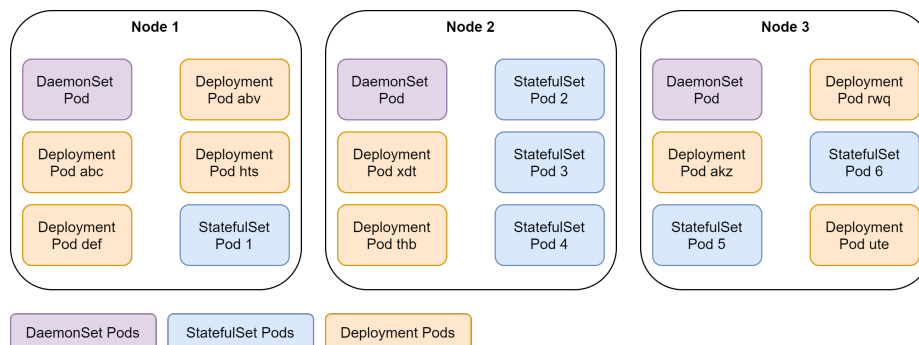 Node 1
DaemonSet
Pod
Deployment
Pod abv
Deployment
Pod abc
Deployment
Pod hts
Deployment
Pod def
StatefulSet
Pod 1
Node 2
DaemonSet
Pod
StatefulSet
Pod 2
Deployment
Pod xdt
StatefulSet
Pod 3
Deployment
Pod thb
StatefulSet
Pod 4
Node 3
DaemonSet
Pod
Deployment
Pod rwq
Deployment
Pod akz
StatefulSet
Pod 6
StatefulSet
Pod 5
Deployment
Pod ute
DaemonSet Pods
StatefulSet Pods
Deployment Pods